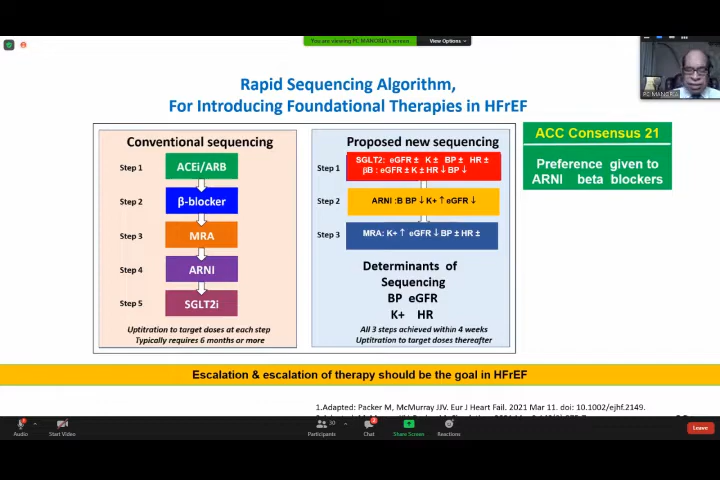 You are viewing PC MANORIA's screen
View Options
PC MANORIA
Rapid Sequencing Algorithm,
For Introducing Foundational Therapies in HFrEF
Conventional sequencing
Step 1
ACEi/ARB
Step 2
β-blocker
Step 3
MRA
Step 4
ARNI
Step 5
SGLT2i
Uptitration to target doses at each step
Typically requires 6 months or more
Proposed new sequencing
Step 1
SGLT2: eGFR ± K ± BP ± HR ±
βB : eGFR ± K ± HR ↓ BP ↓
Step 2
ARNI :B BP ↓ K+ ↑ eGFR ↓
Step 3
MRA: K+ ↑ eGFR ↓ BP ± HR ±
Determinants of
Sequencing
BP eGFR
K+ HR
All 3 steps achieved within 4 weeks
Uptitration to target doses thereafter
ACC Consensus 21
Preference given to
ARNI beta blockers
Escalation & escalation of therapy should be the goal in HFrEF
1.Adapted: Packer M, McMurray JJV. Eur J Heart Fail. 2021 Mar 11. doi: 10.1002/ejhf.2149.
Audio
Start Video
30
Participants
Chat
Share Screen
Reactions
Leave